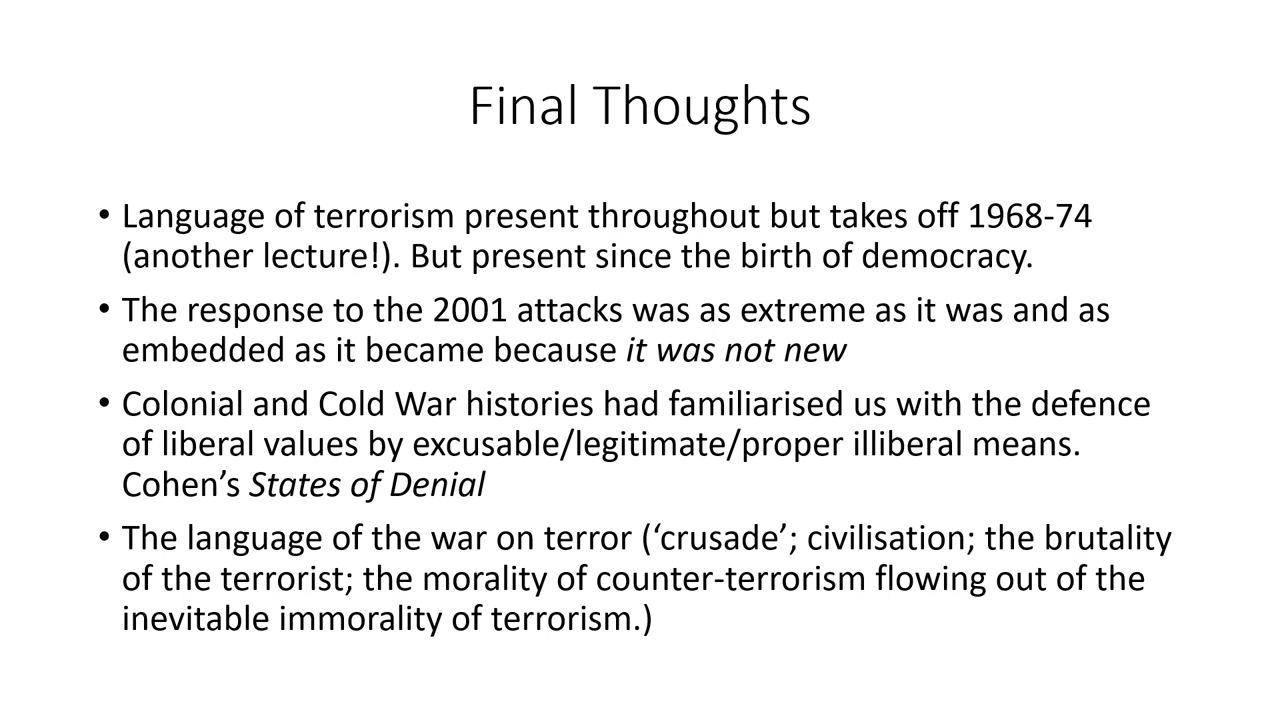 Final Thoughts
• Language of terrorism present throughout but takes off 1968-74
(another lecture!). But present since the birth of democracy.
• The response to the 2001 attacks was as extreme as it was and as
embedded as it became because it was not new
• Colonial and Cold War histories had familiarised us with the defence
of liberal values by excusable/legitimate/proper illiberal means.
Cohen’s States of Denial
• The language of the war on terror (‘crusade’; civilisation; the brutality
of the terrorist; the morality of counter-terrorism flowing out of the
inevitable immorality of terrorism.)